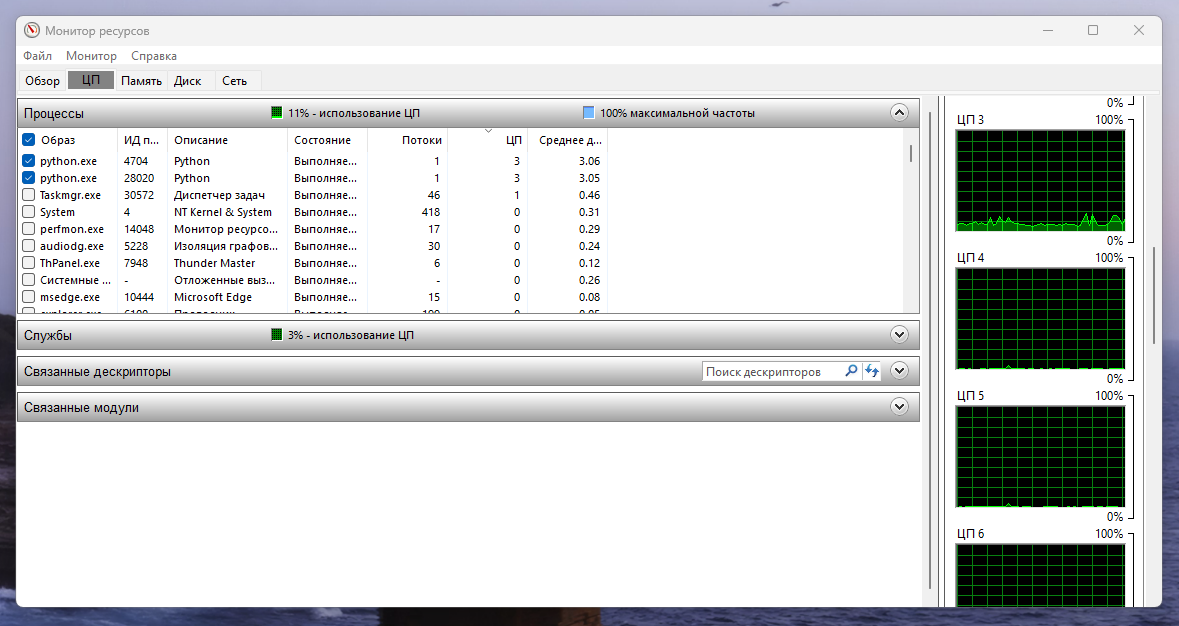 Монитор ресурсов
Файл Монитор Справка
Обзор ЦП Память Диск Сеть
Процессы 11% - использование ЦП 100% максимальной частоты
Образ ИД п... Описание Состояние Потоки ЦП Среднее д...
python.exe 4704 Python Выполняе... 1 3 3.06
python.exe 28020 Python Выполняе... 1 3 3.05
Taskmgr.exe 30572 Диспетчер задач Выполняе... 46 1 0.46
System 4 NT Kernel & System Выполняе... 418 0 0.31
perfmon.exe 14048 Монитор ресурсо... Выполняе... 17 0 0.29
audiodg.exe 5228 Изоляция графов... Выполняе... 30 0 0.24
ThPanel.exe 7948 Thunder Master Выполняе... 6 0 0.12
Системные ... - Отложенные выз... Выполняе... - 0 0.26
msedge.exe 10444 Microsoft Edge Выполняе... 15 0 0.08
Службы 3% - использование ЦП
Связанные дескрипторы Поиск дескрипторов
Связанные модули
0%
ЦП 3 100%
0%
ЦП 4 100%
0%
ЦП 5 100%
0%
ЦП 6 100%